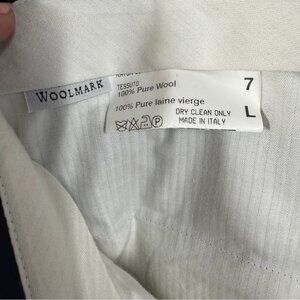 WOOLMARK
TESSUTO
100% Pure Wool
100% Pure laine vierge
DRY CLEAN ONLY
MADE IN ITALY
P
7
L